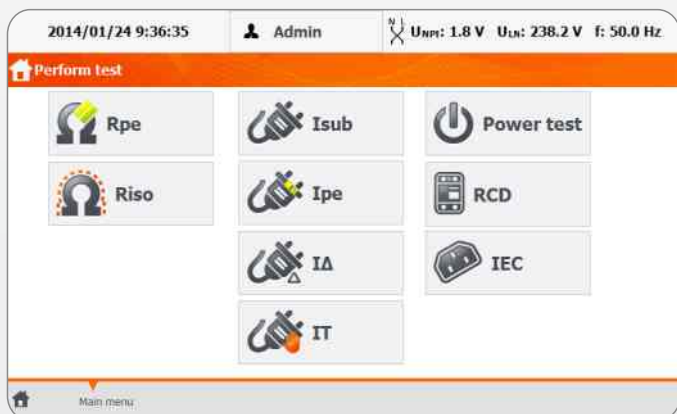 2014/01/24 9:36:35 Admin N L UNPE: 1.8 V ULN: 238.2 V f: 50.0 Hz
Perform test
Rpe Isub Power test
Riso Ipe RCD
IΔ IEC
IT
Main menu